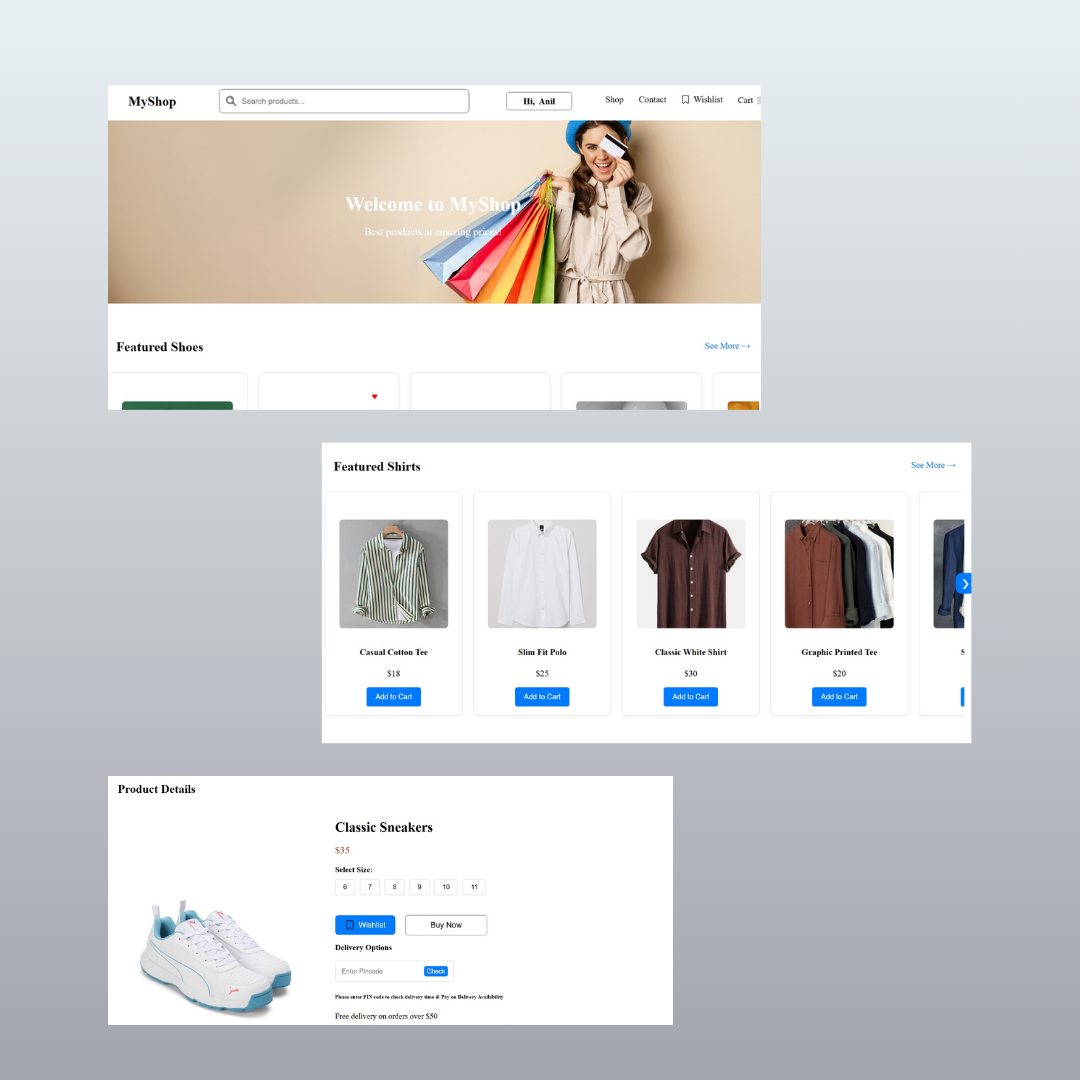 MyShop
Search products...
Hi, Anil
Shop
Contact
Wishlist
Cart
Welcome to MyShop
Best products at amazing prices!
Featured Shoes
See More →
Featured Shirts
See More →
Casual Cotton Tee
Slim Fit Polo
Classic White Shirt
Graphic Printed Tee
S
$18
$25
$30
$20
Add to Cart
Add to Cart
Add to Cart
Add to Cart
Product Details
Classic Sneakers
$35
Select Size:
6 7 8 9 10 11
Wishlist
Buy Now
Delivery Options
Enter Pincode
Check
Please enter PIN code to check delivery time & Pay on Delivery Availability
Free delivery on orders over $50